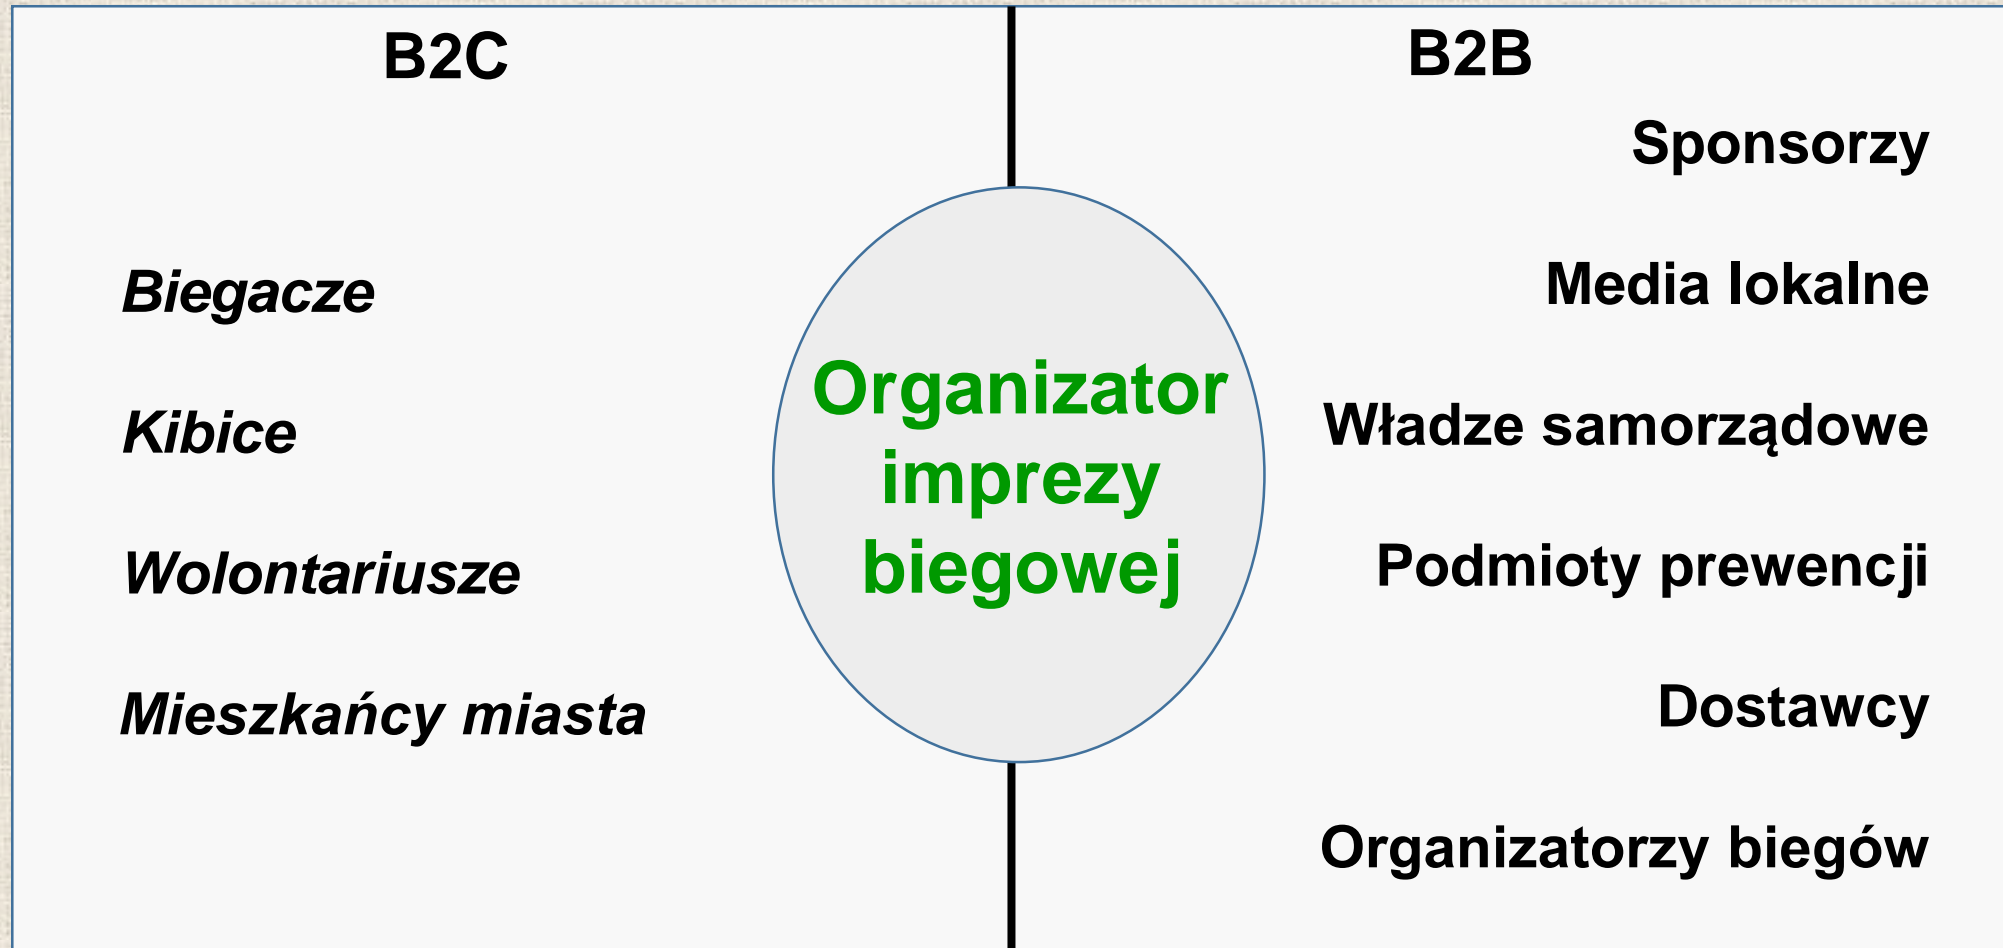 B2C
Biegacze
Kibice
Wolontariusze
Mieszkańcy miasta
Organizator
imprezy
biegowej
B2B
Sponsorzy
Media lokalne
Władze samorządowe
Podmioty prewencji
Dostawcy
Organizatorzy biegów